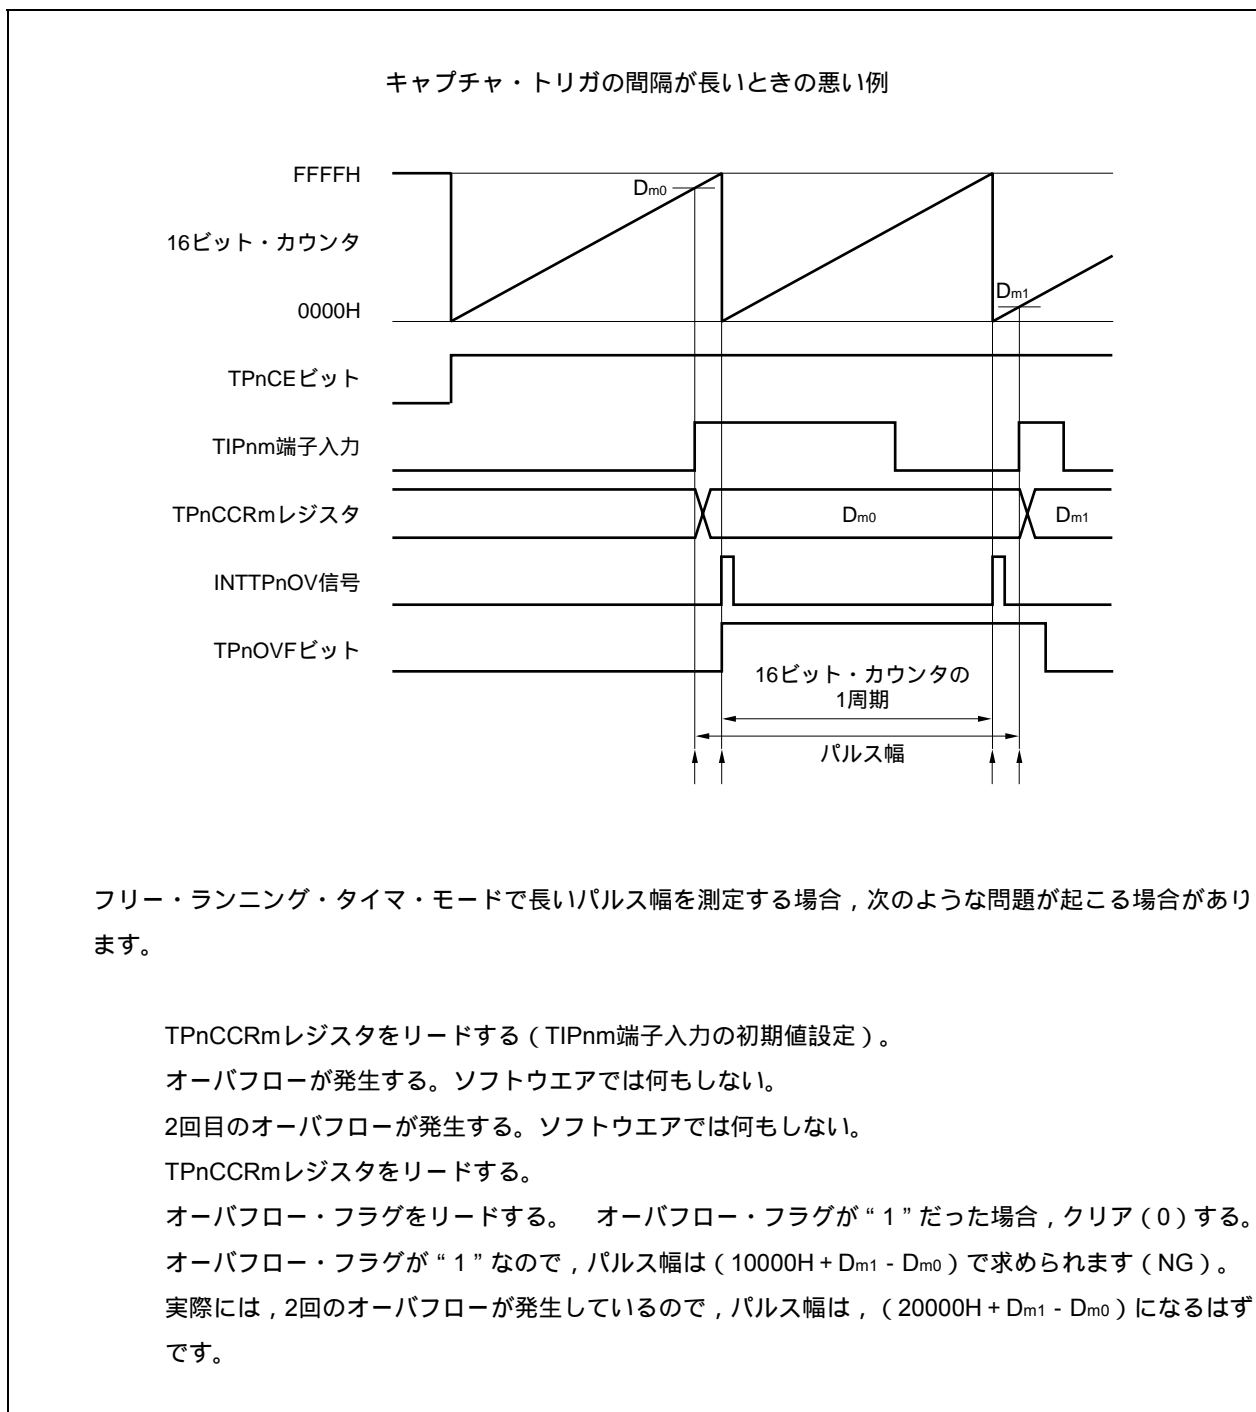 キャプチャ・トリガの間隔が長いときの悪い例
FFFFH
Dm0
16ビット・カウンタ
Dm1
0000H
TPnCEビット
TIPnm端子入力
TPnCCRmレジスタ
Dm0
Dm1
INTTPnOV信号
TPnOVFビット
16ビット・カウンタの
1周期
パルス幅
フリー・ランニング・タイマ・モードで長いパルス幅を測定する場合，次のような問題が起こる場合があり
ます。
TPnCCRmレジスタをリードする（TIPnm端子入力の初期値設定）。
オーバフローが発生する。ソフトウエアでは何もしない。
2回目のオーバフローが発生する。ソフトウエアでは何もしない。
TPnCCRmレジスタをリードする。
オーバフロー・フラグをリードする。　オーバフロー・フラグが“1”だった場合，クリア（0）する。
オーバフロー・フラグが“1”なので，パルス幅は（10000H + Dm1 - Dm0）で求められます（NG）。
実際には，2回のオーバフローが発生しているので，パルス幅は，（20000H + Dm1 - Dm0）になるはず
です。